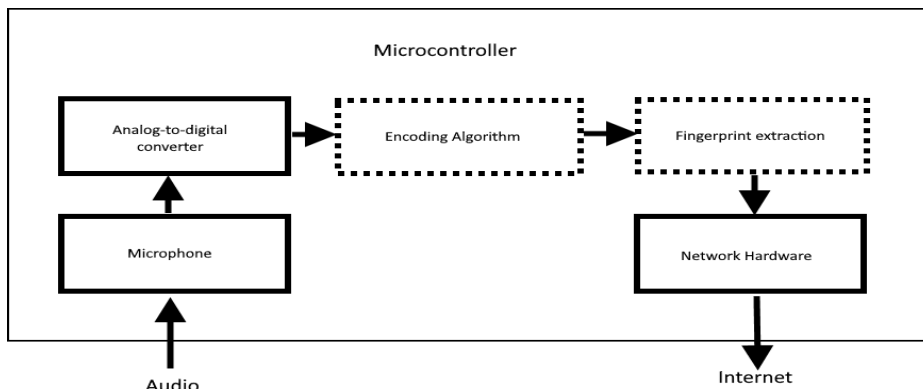 Microcontroller
Analog-to-digital
converter
Encoding Algorithm
Fingerprint extraction
Microphone
Network Hardware
Audio
Internet